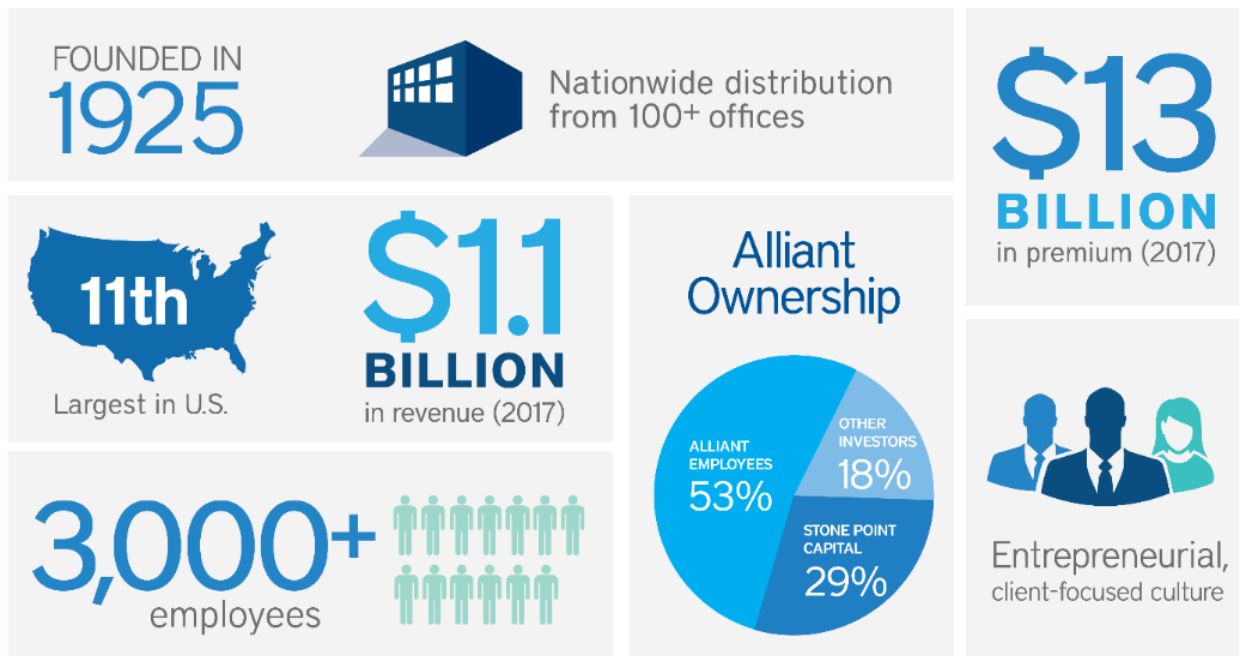 FOUNDED IN
1925
Nationwide distribution
from 100+ offices
$13
BILLION
in premium (2017)
11th
Largest in U.S.
$1.1
BILLION
in revenue (2017)
Alliant
Ownership
OTHER
INVESTORS
18%
ALLIANT
EMPLOYEES
53%
STONE POINT
CAPITAL
29%
3,000+
employees
Entrepreneurial,
client-focused culture